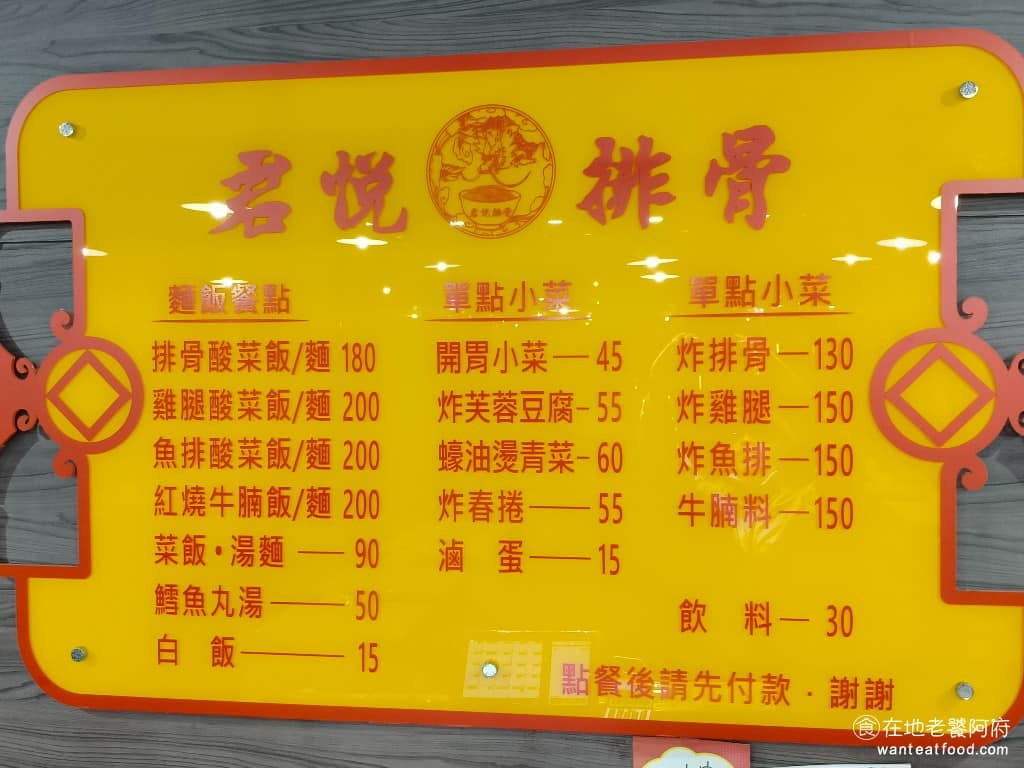 君悅 排骨
君悅排骨
麵飯餐點
排骨酸菜飯/麵 180
雞腿酸菜飯/麵 200
魚排酸菜飯/麵 200
紅燒牛腩飯/麵 200
菜飯•湯麵 — 90
鱈魚丸湯 — 50
白 飯 — 15
單點小菜
開胃小菜 — 45
炸芙蓉豆腐 – 55
蠔油燙青菜 – 60
炸春捲 — 55
滷 蛋 — 15
單點小菜
炸排骨 — 130
炸雞腿 — 150
炸魚排 — 150
牛腩料 — 150
飲 料 — 30
點餐後請先付款．謝謝
食在地老饕阿府
wanteatfood.com